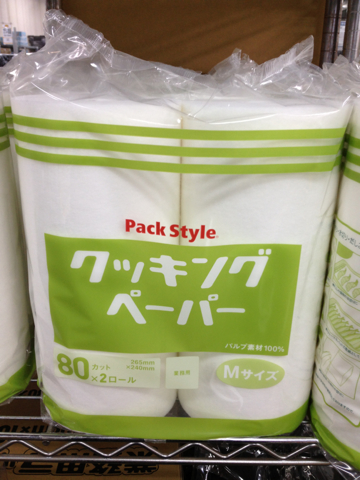 Pack Style
クッキング
ペーパー
パルプ素材100%
80カット
×2ロール
265mm
×240mm
業務用
Mサイズ